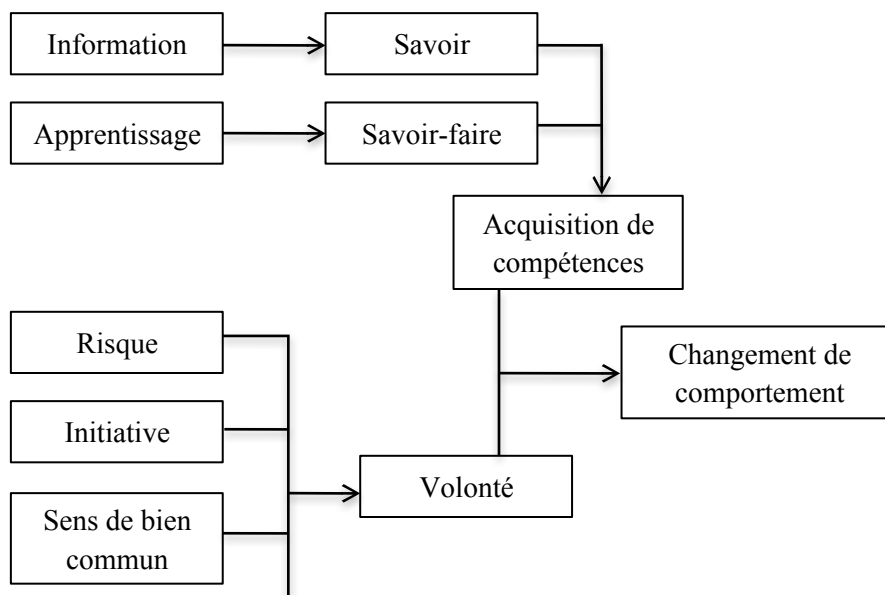 Information
Savoir
Apprentissage
Savoir-faire
Acquisition de
compétences
Risque
Changement de
comportement
Initiative
Volonté
Sens de bien
commun